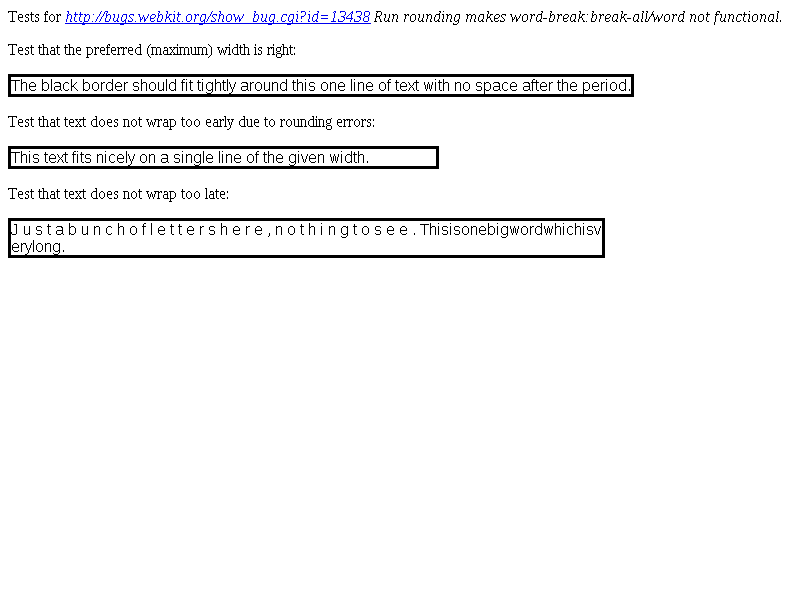 Tests for http://bugs.webkit.org/show_bug.cgi?id=13438 Run rounding makes word-break:break-all/word not functional.
Test that the preferred (maximum) width is right:
The black border should fit tightly around this one line of text with no space after the period.
Test that text does not wrap too early due to rounding errors:
This text fits nicely on a single line of the given width.
Test that text does not wrap too late:
J u s t a b u n c h o f l e t t e r s h e r e , n o t h i n g t o s e e . Thisisonebigwordwhichisv
erylong.